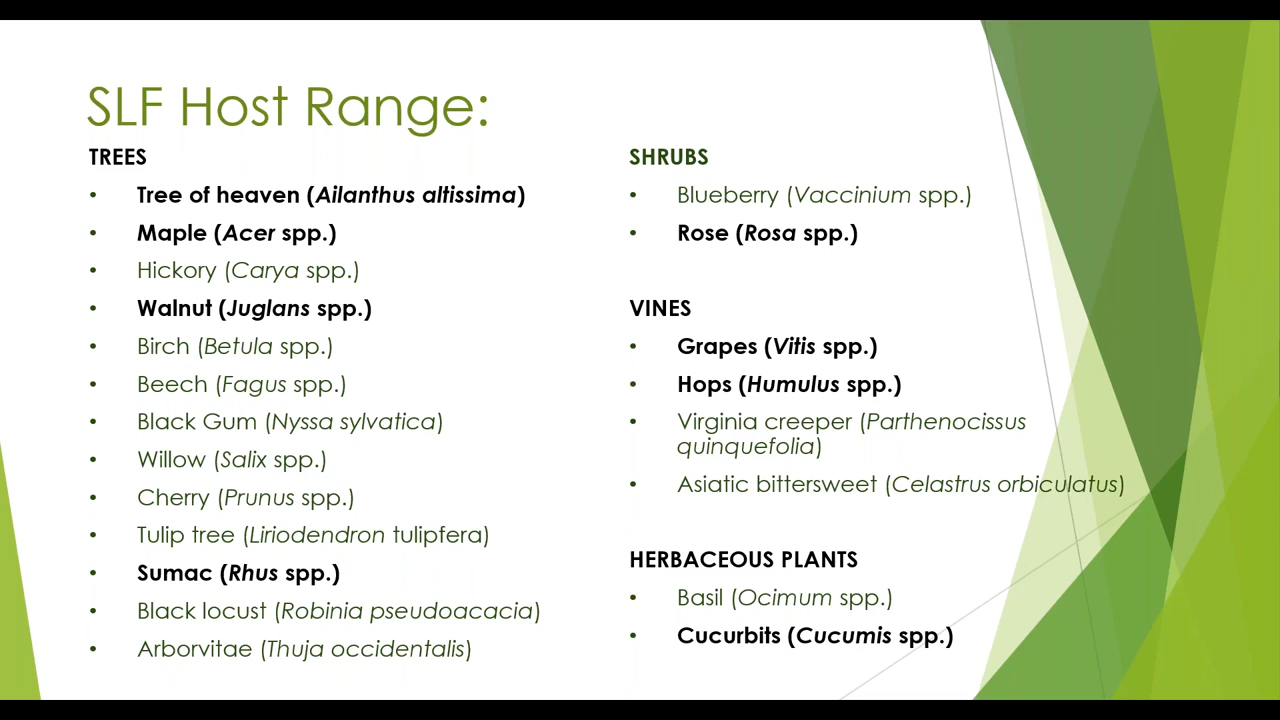 SLF Host Range:
TREES
• Tree of heaven (Ailanthus altissima)
• Maple (Acer spp.)
• Hickory (Carya spp.)
• Walnut (Juglans spp.)
• Birch (Betula spp.)
• Beech (Fagus spp.)
• Black Gum (Nyssa sylvatica)
• Willow (Salix spp.)
• Cherry (Prunus spp.)
• Tulip tree (Liriodendron tulipfera)
• Sumac (Rhus spp.)
• Black locust (Robinia pseudoacacia)
• Arborvitae (Thuja occidentalis)
SHRUBS
• Blueberry (Vaccinium spp.)
• Rose (Rosa spp.)
VINES
• Grapes (Vitis spp.)
• Hops (Humulus spp.)
• Virginia creeper (Parthenocissus
quinquefolia)
• Asiatic bittersweet (Celastrus orbiculatus)
HERBACEOUS PLANTS
• Basil (Ocimum spp.)
• Cucurbits (Cucumis spp.)